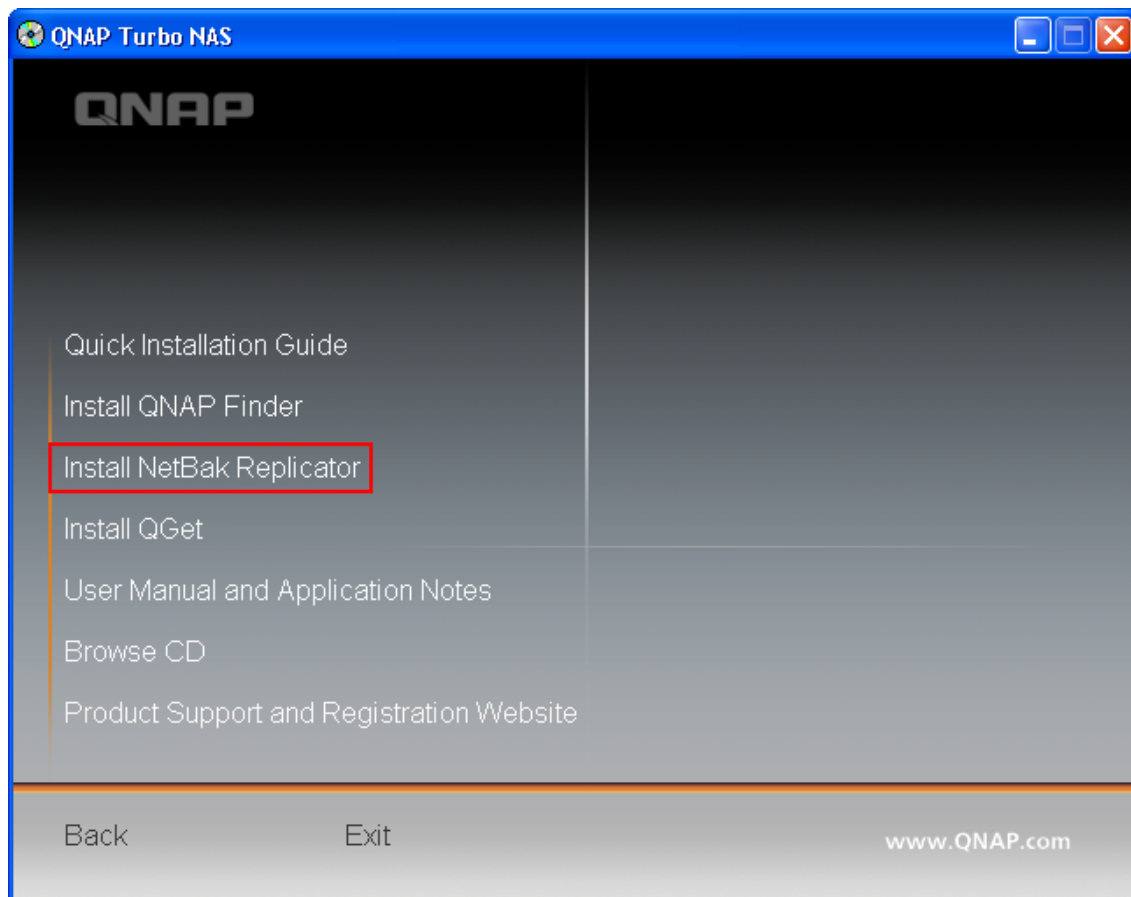 QNAP Turbo NAS
QNAP
Quick Installation Guide
Install QNAP Finder
Install NetBak Replicator
Install QGet
User Manual and Application Notes
Browse CD
Product Support and Registration Website
Back
Exit
www.QNAP.com